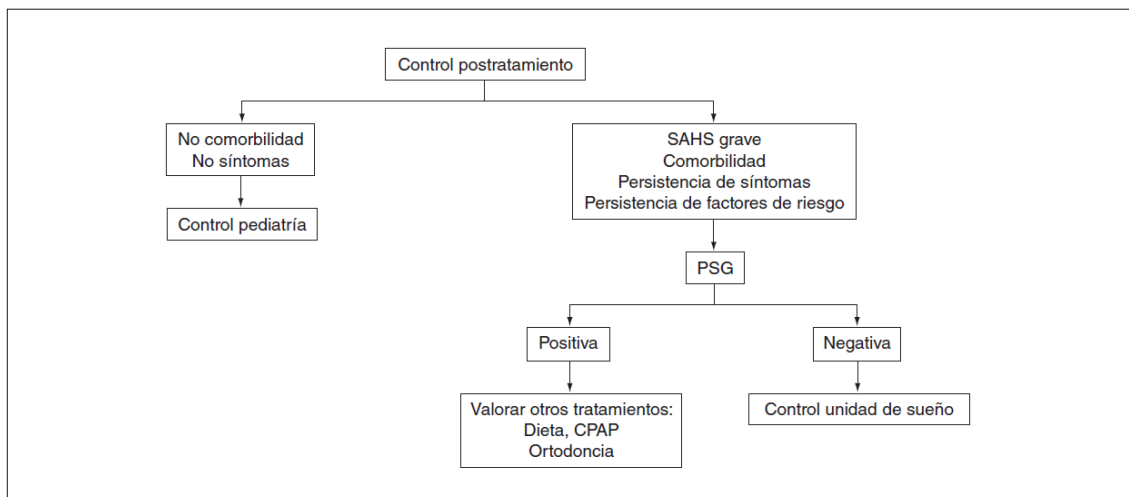 Control postratamiento
No comorbilidad
No síntomas
Control pediatría
SAHS grave
Comorbilidad
Persistencia de síntomas
Persistencia de factores de riesgo
PSG
Positiva
Negativa
Valorar otros tratamientos:
Dieta, CPAP
Ortodoncia
Control unidad de sueño